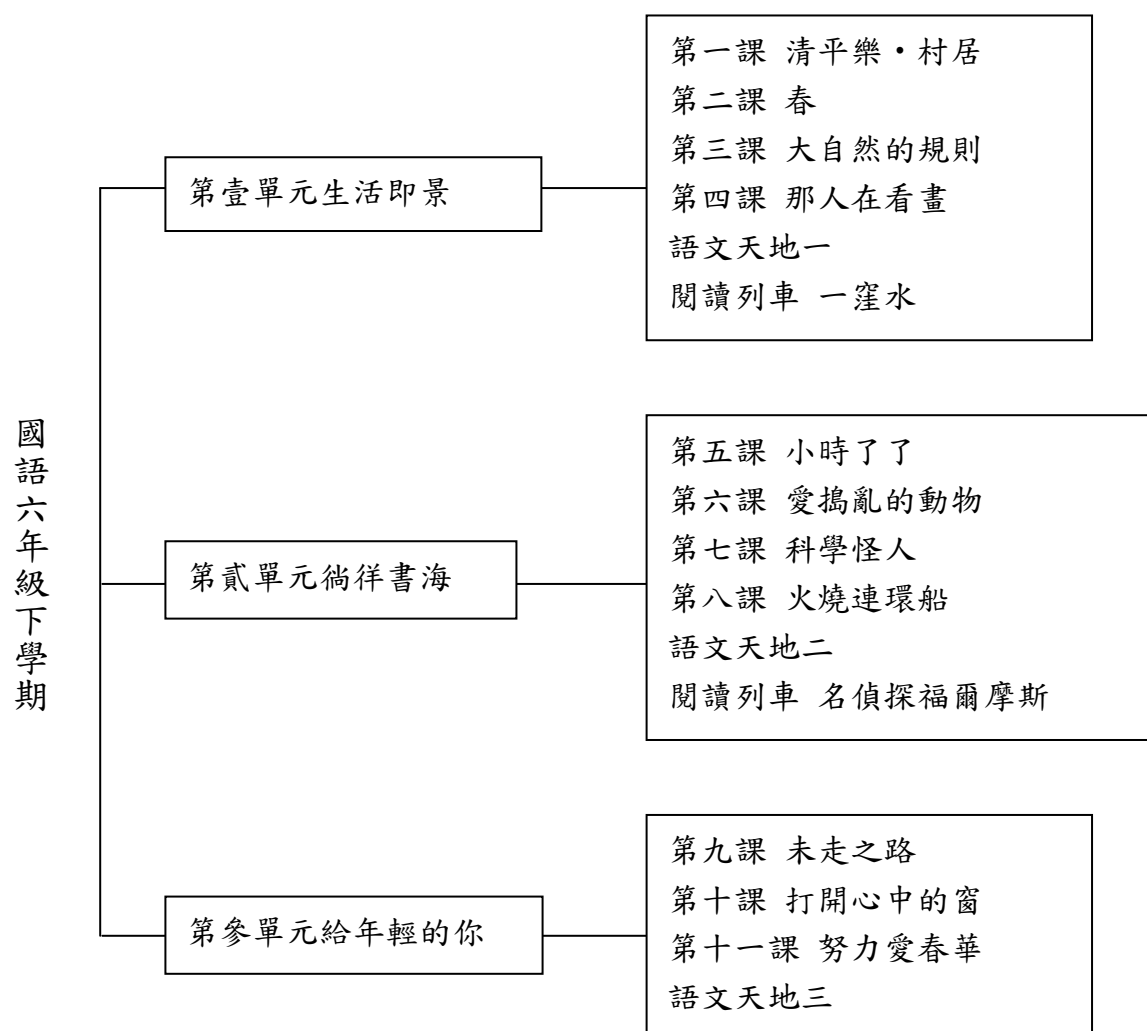 國語六年級下學期
第壹單元生活即景
第一課 清平樂・村居
第二課 春
第三課 大自然的規則
第四課 那人在看畫
語文天地一
閱讀列車 一窪水
第貳單元徜徉書海
第五課 小時了了
第六課 愛搗亂的動物
第七課 科學怪人
第八課 火燒連環船
語文天地二
閱讀列車 名偵探福爾摩斯
第參單元給年輕的你
第九課 未走之路
第十課 打開心中的窗
第十一課 努力愛春華
語文天地三